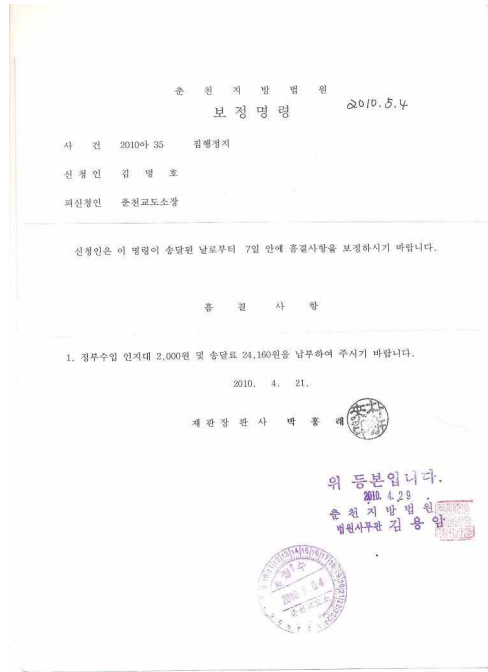 춘 천 지 방 법 원
보 정 명 령
2010.5.4
사 건 2010아 35 집행정지
신 청 인 김 명 호
피신청인 춘천교도소장
신청인은 이 명령이 송달된 날로부터 7일 안에 흠결사항을 보정하시기 바랍니다.
흠 결 사 항
1. 정부수입 인지대 2,000원 및 송달료 24,160원을 납부하여 주시기 바랍니다.
2010. 4. 21.
재 판 장 판 사 박 홍 래
위 등본입니다.
2010. 4. 29
춘 천 지 방 법 원
법원사무관 김 용 암
접 수
춘천교도소